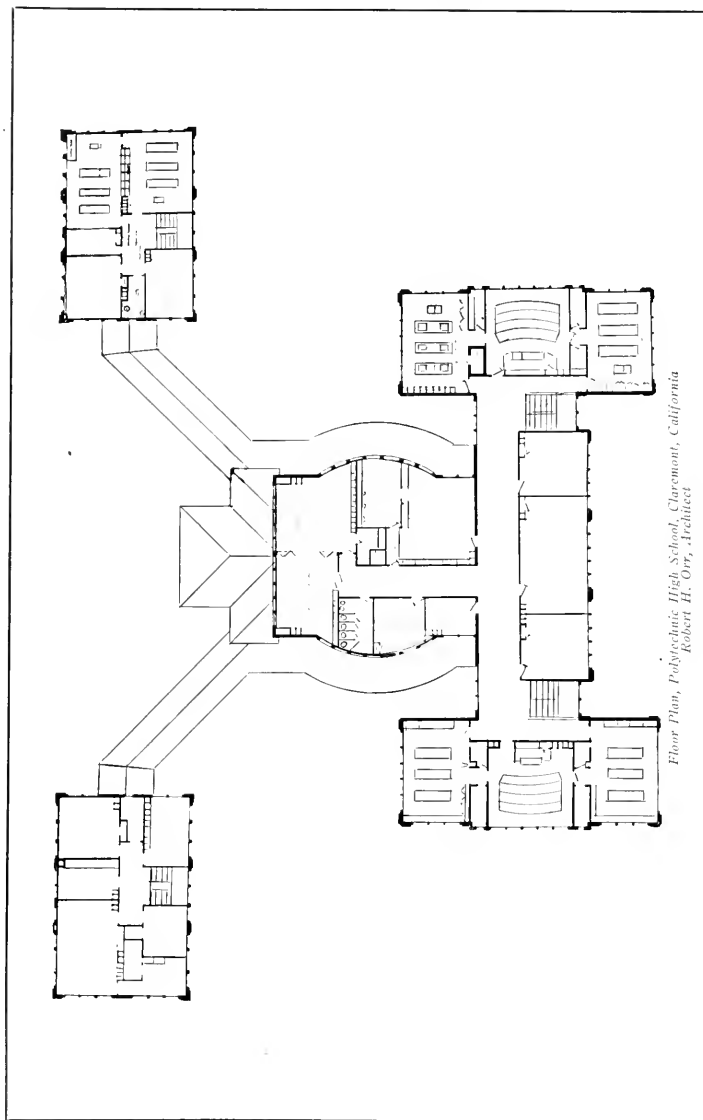 Floor Plan, Polytechnic High School, Claremont, California
Robert H. Orr, Architect